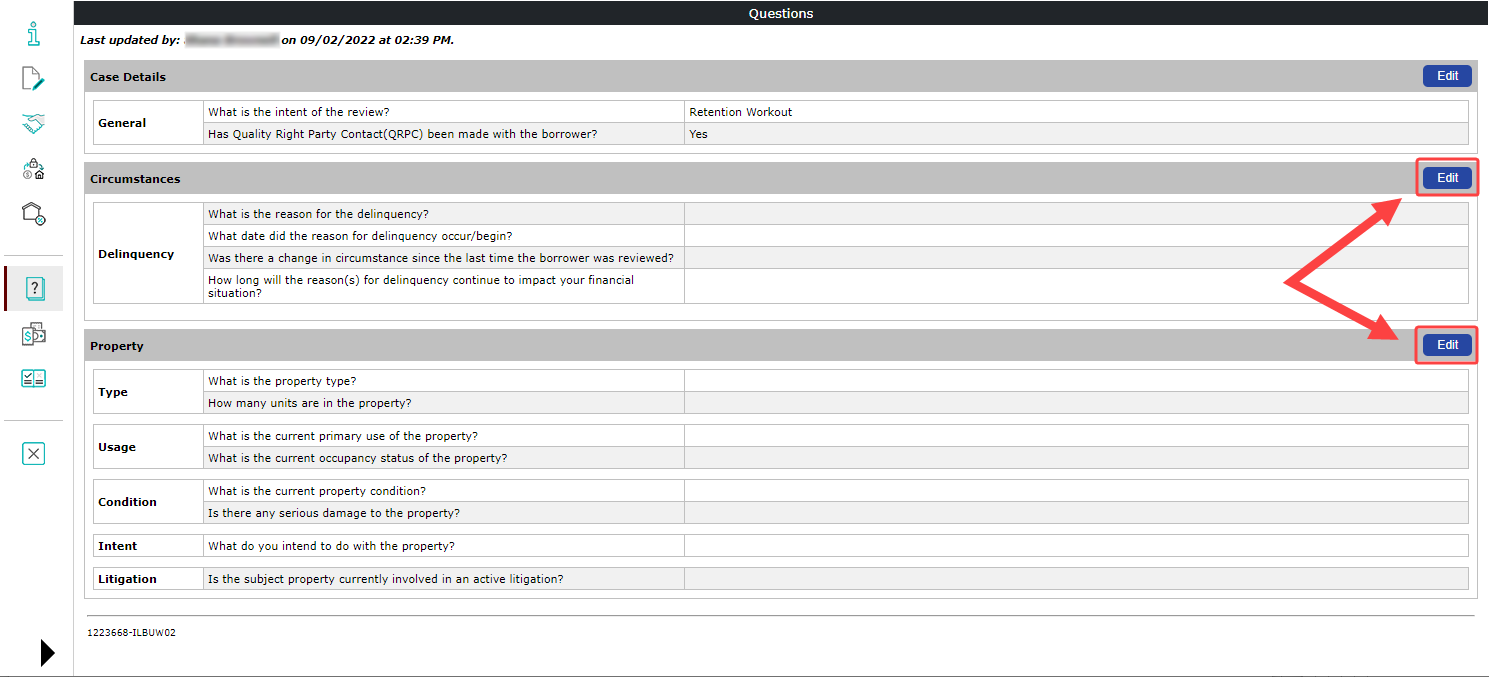 Questions
Last updated by: on 09/02/2022 at 02:39 PM.
Case Details
Edit
General
What is the intent of the review?
Retention Workout
Has Quality Right Party Contact(QRPC) been made with the borrower?
Yes
Circumstances
Edit
Delinquency
What is the reason for the delinquency?
What date did the reason for delinquency occur/begin?
Was there a change in circumstance since the last time the borrower was reviewed?
How long will the reason(s) for delinquency continue to impact your financial
situation?
Property
Edit
Type
What is the property type?
How many units are in the property?
Usage
What is the current primary use of the property?
What is the current occupancy status of the property?
Condition
What is the current property condition?
Is there any serious damage to the property?
Intent
What do you intend to do with the property?
Litigation
Is the subject property currently involved in an active litigation?
1223668-ILBUW02